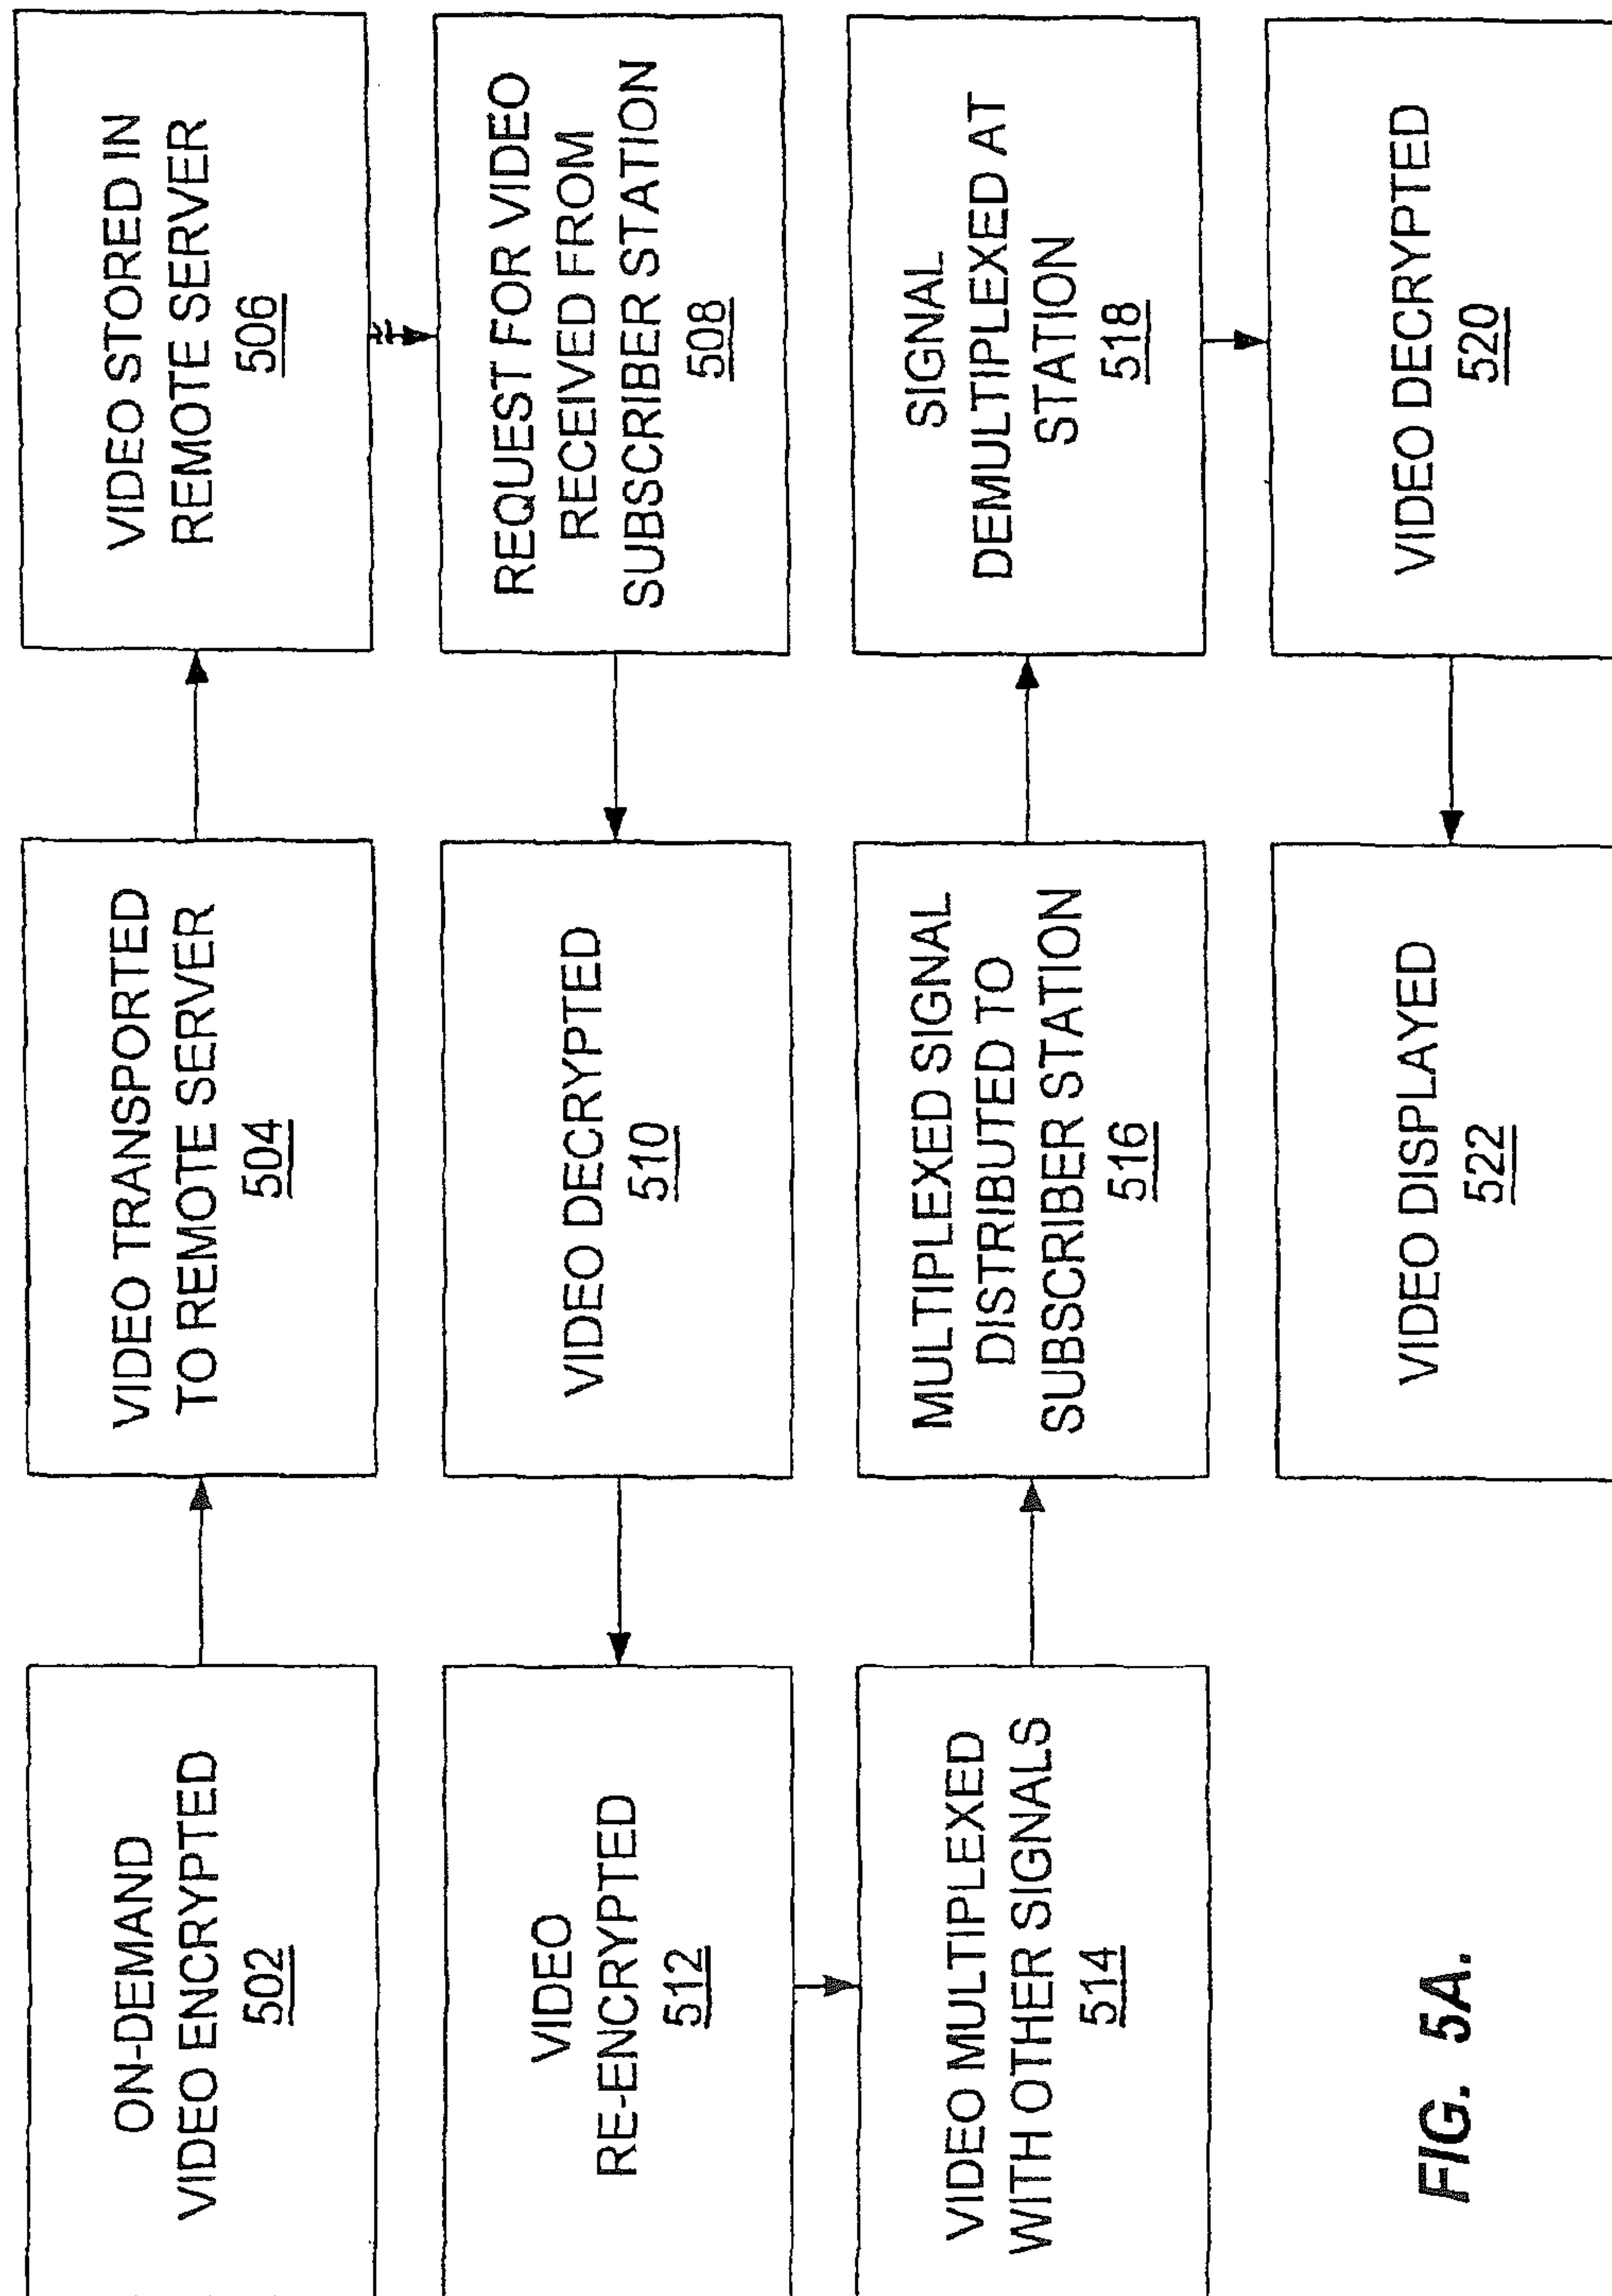 ON-DEMAND
VIDEO ENCRYPTED
502
VIDEO TRANSPORTED
TO REMOTE SERVER
504
VIDEO STORED IN
REMOTE SERVER
506
REQUEST FOR VIDEO
RECEIVED FROM
SUBSCRIBER STATION
508
VIDEO DECRYPTED
510
VIDEO
RE-ENCRYPTED
512
VIDEO MULTIPLEXED
WITH OTHER SIGNALS
514
MULTIPLEXED SIGNAL
DISTRIBUTED TO
SUBSCRIBER STATION
516
SIGNAL
DEMULTIPLEXED AT
STATION
518
VIDEO DECRYPTED
520
VIDEO DISPLAYED
522
FIG. 5A.